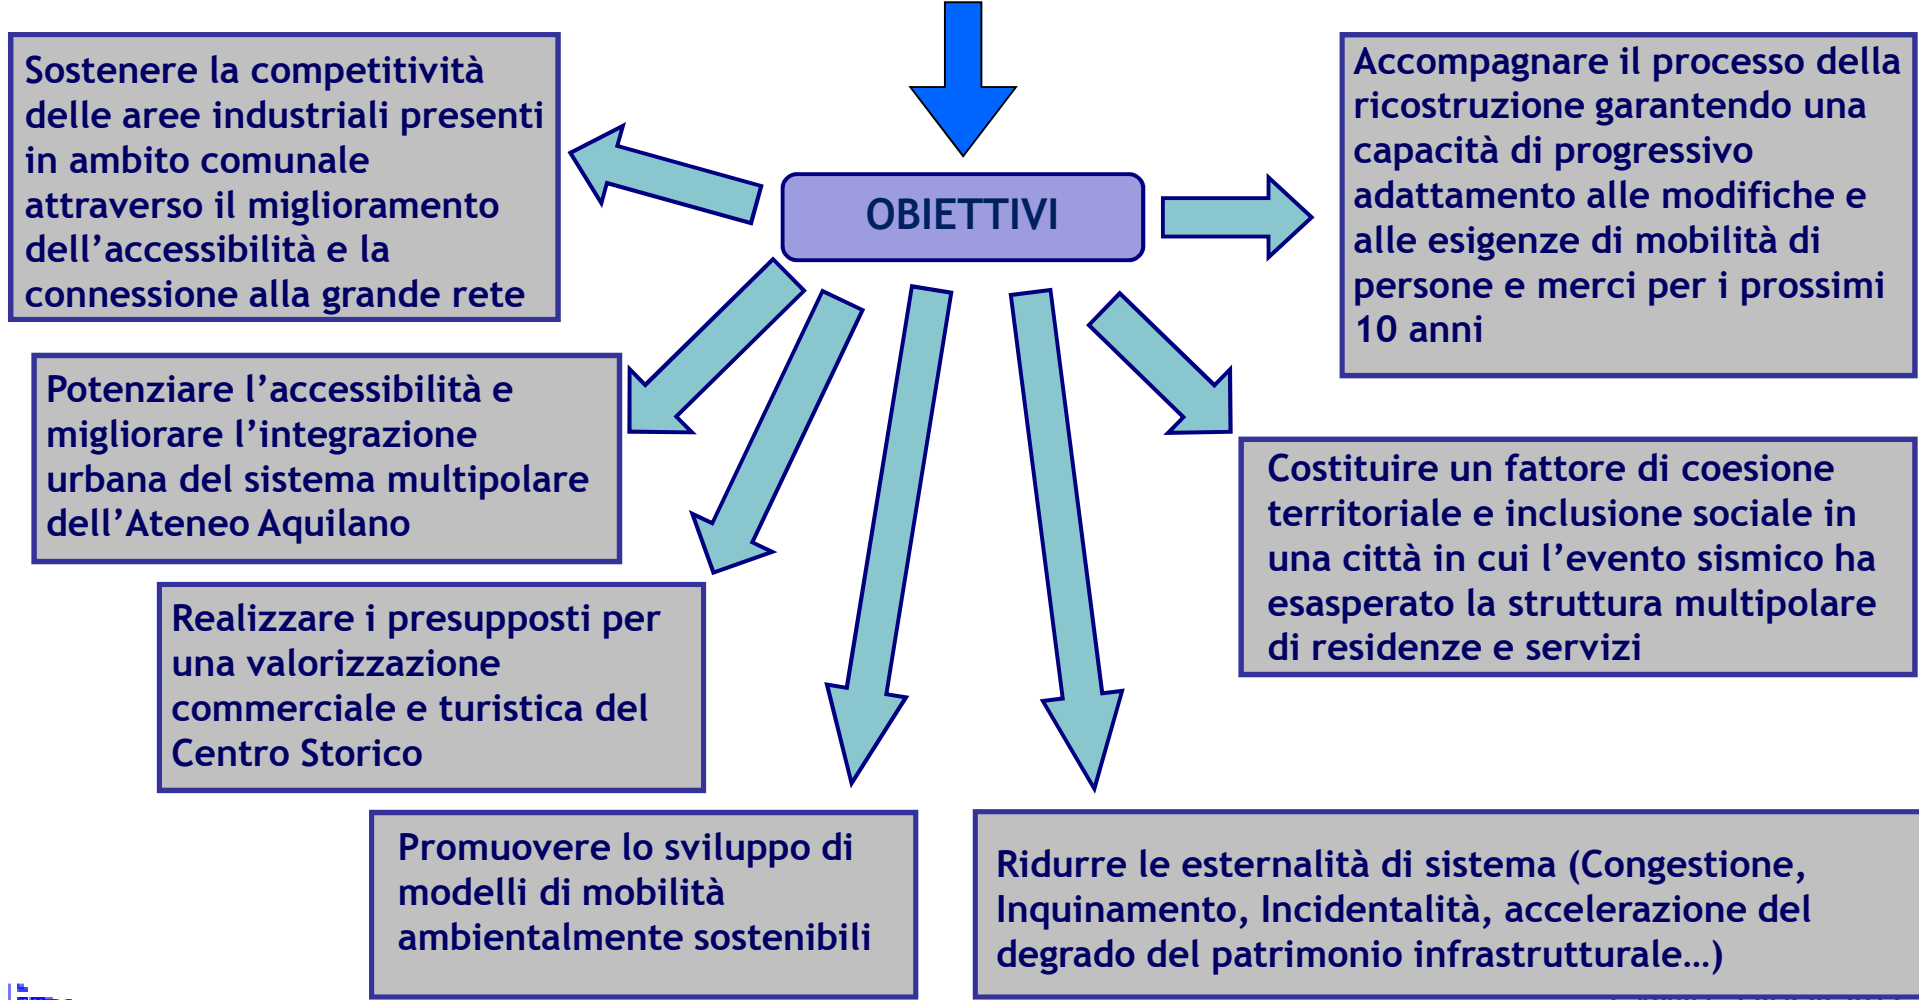 OBIETTIVI
Sostenere la competitività
delle aree industriali presenti
in ambito comunale
attraverso il miglioramento
dell’accessibilità e la
connessione alla grande rete
Accompagnare il processo della
ricostruzione garantendo una
capacità di progressivo
adattamento alle modifiche e
alle esigenze di mobilità di
persone e merci per i prossimi
10 anni
Potenziare l’accessibilità e
migliorare l’integrazione
urbana del sistema multipolare
dell’Ateneo Aquilano
Costituire un fattore di coesione
territoriale e inclusione sociale in
una città in cui l’evento sismico ha
esasperato la struttura multipolare
di residenze e servizi
Realizzare i presupposti per
una valorizzazione
commerciale e turistica del
Centro Storico
Promuovere lo sviluppo di
modelli di mobilità
ambientalmente sostenibili
Ridurre le esternalità di sistema (Congestione,
Inquinamento, Incidentalità, accelerazione del
degrado del patrimonio infrastrutturale…)